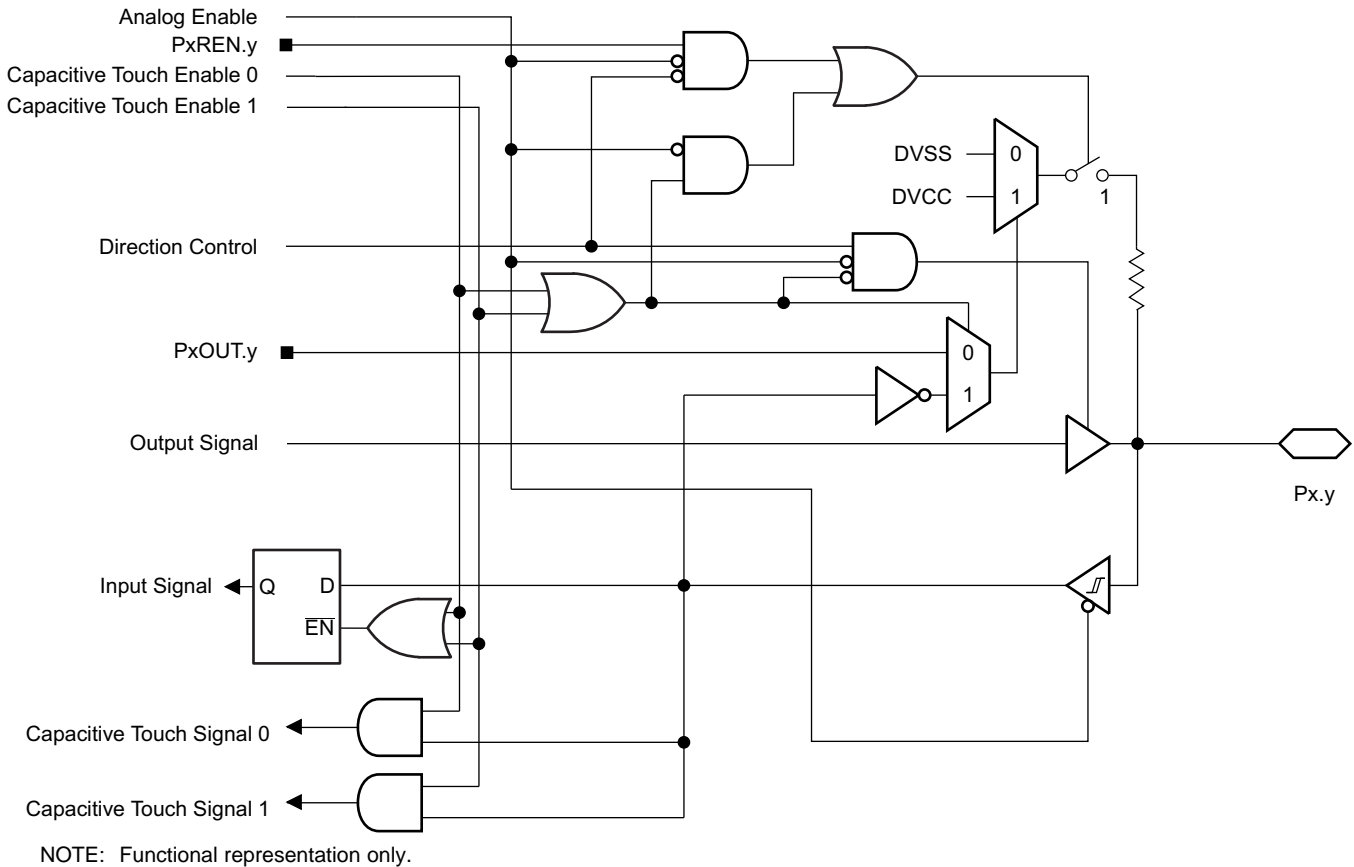 Analog Enable
PxREN.y
Capacitive Touch Enable 0
Capacitive Touch Enable 1
DVSS
0
DVCC
1
1
Direction Control
PxOUT.y
0
1
Output Signal
Px.y
Input Signal
Q
D
EN
Capacitive Touch Signal 0
Capacitive Touch Signal 1
NOTE: Functional representation only.